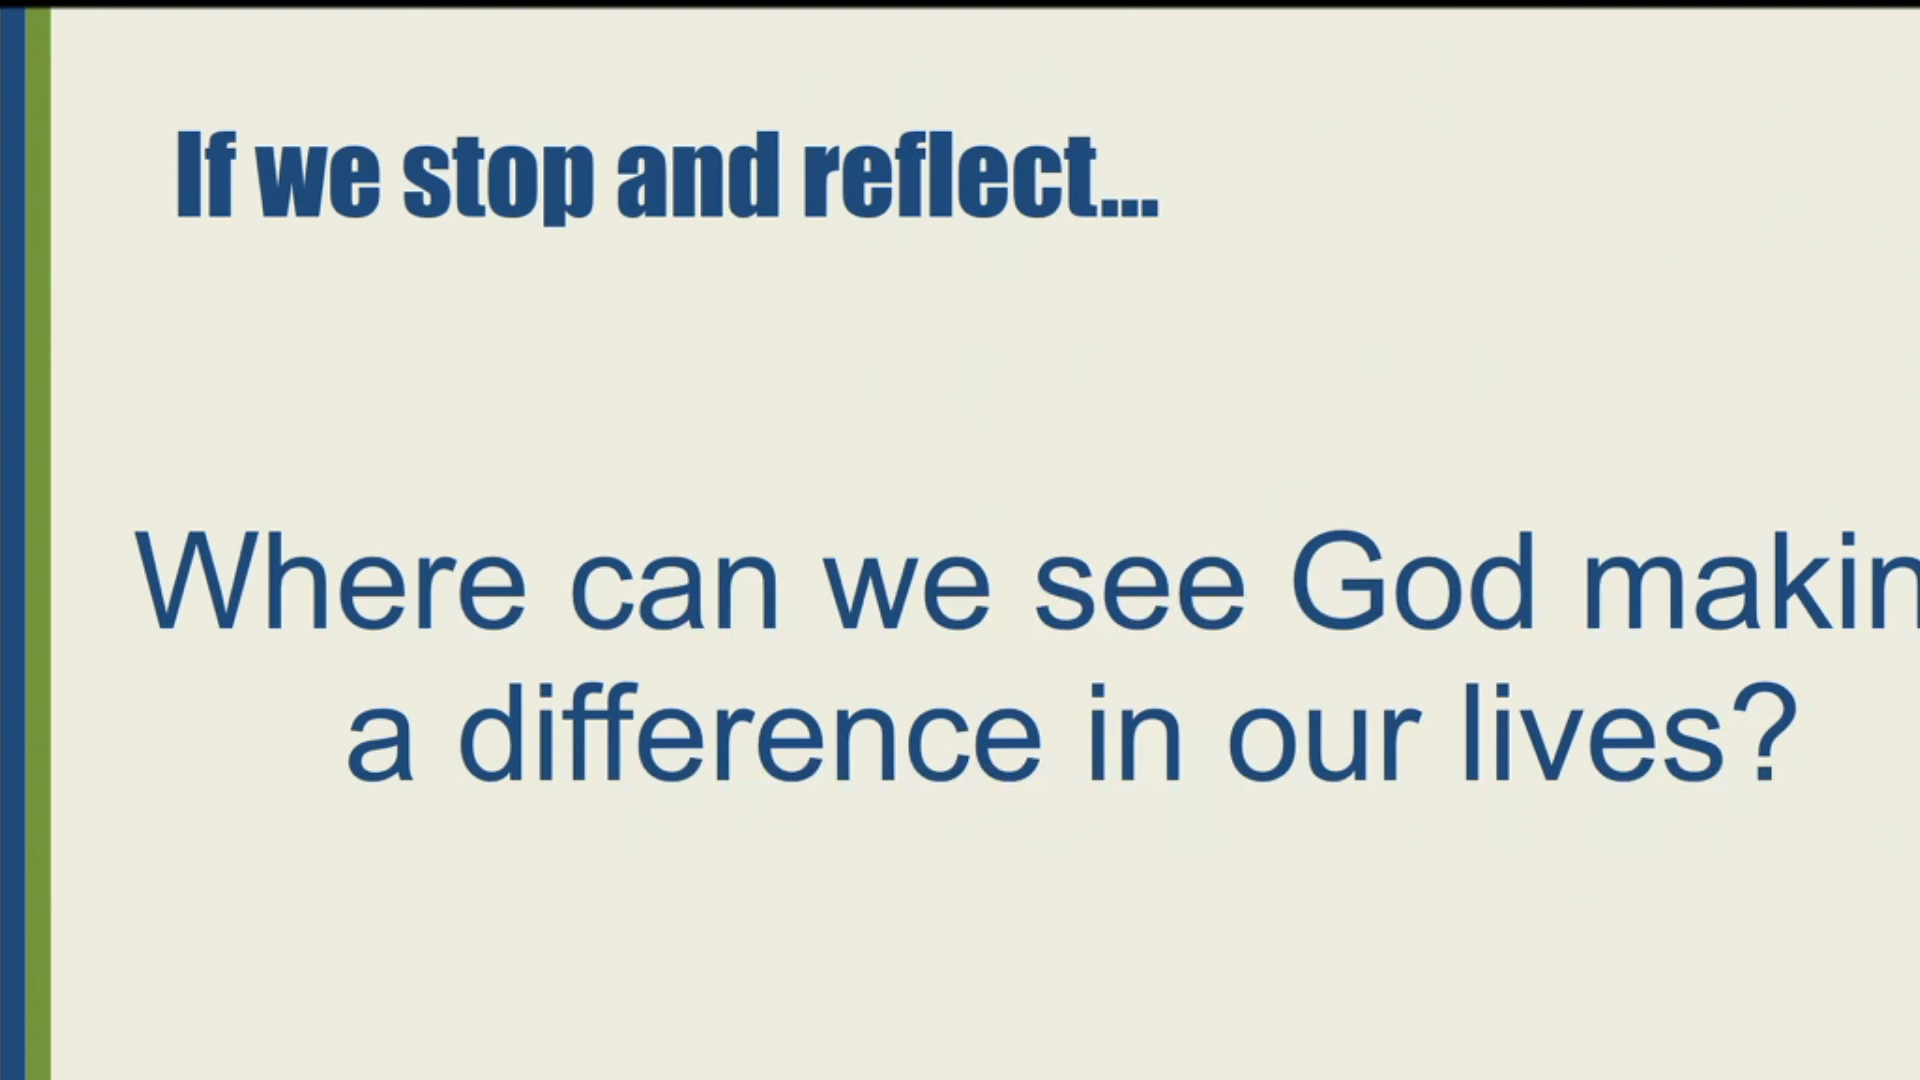 If we stop and reflect...
Where can we see God makin
a difference in our lives?